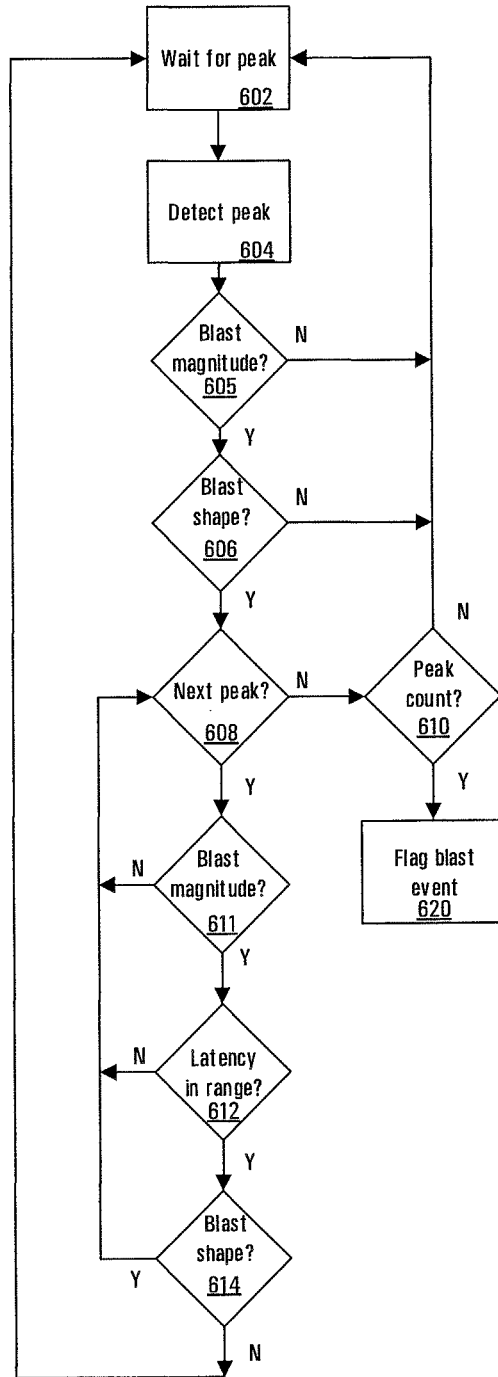 Wait for peak
602
Detect peak
604
Blast
magnitude?
605
N
Y
Blast
shape?
606
N
Y
Next peak?
608
N
Y
Peak
count?
610
N
Y
Flag blast
event
620
Blast
magnitude?
611
N
Y
Latency
in range?
612
N
Y
Blast
shape?
614
Y
N